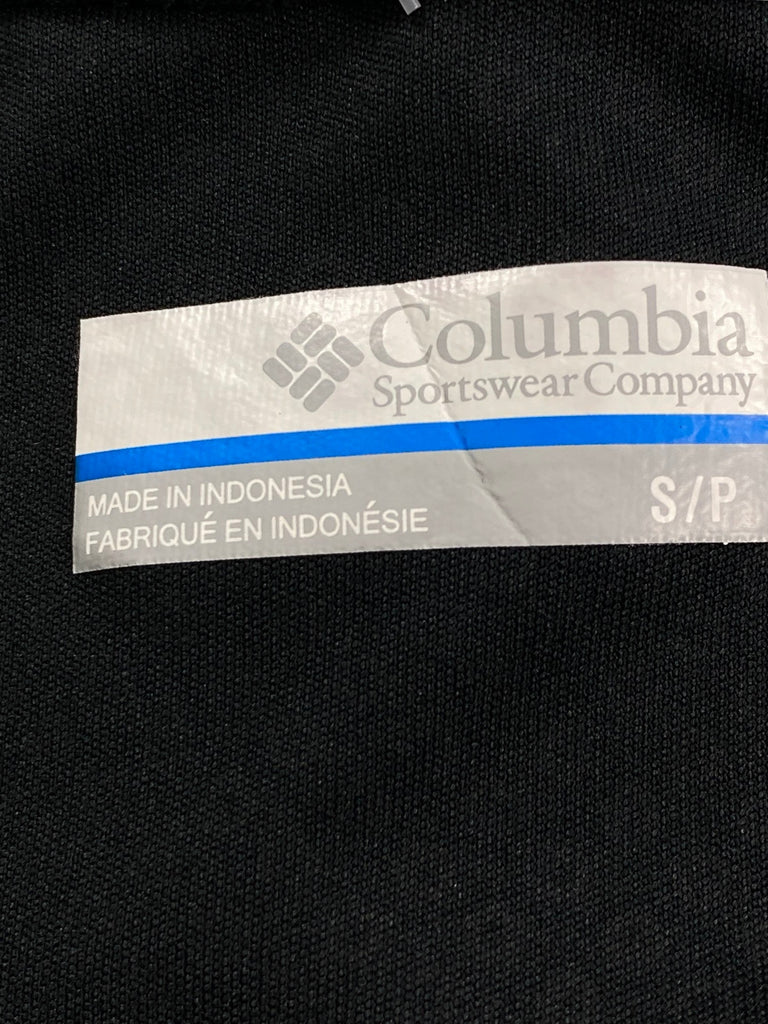 Columbia
Sportswear Company
MADE IN INDONESIA
FABRIQUÉ EN INDONÉSIE
S/P